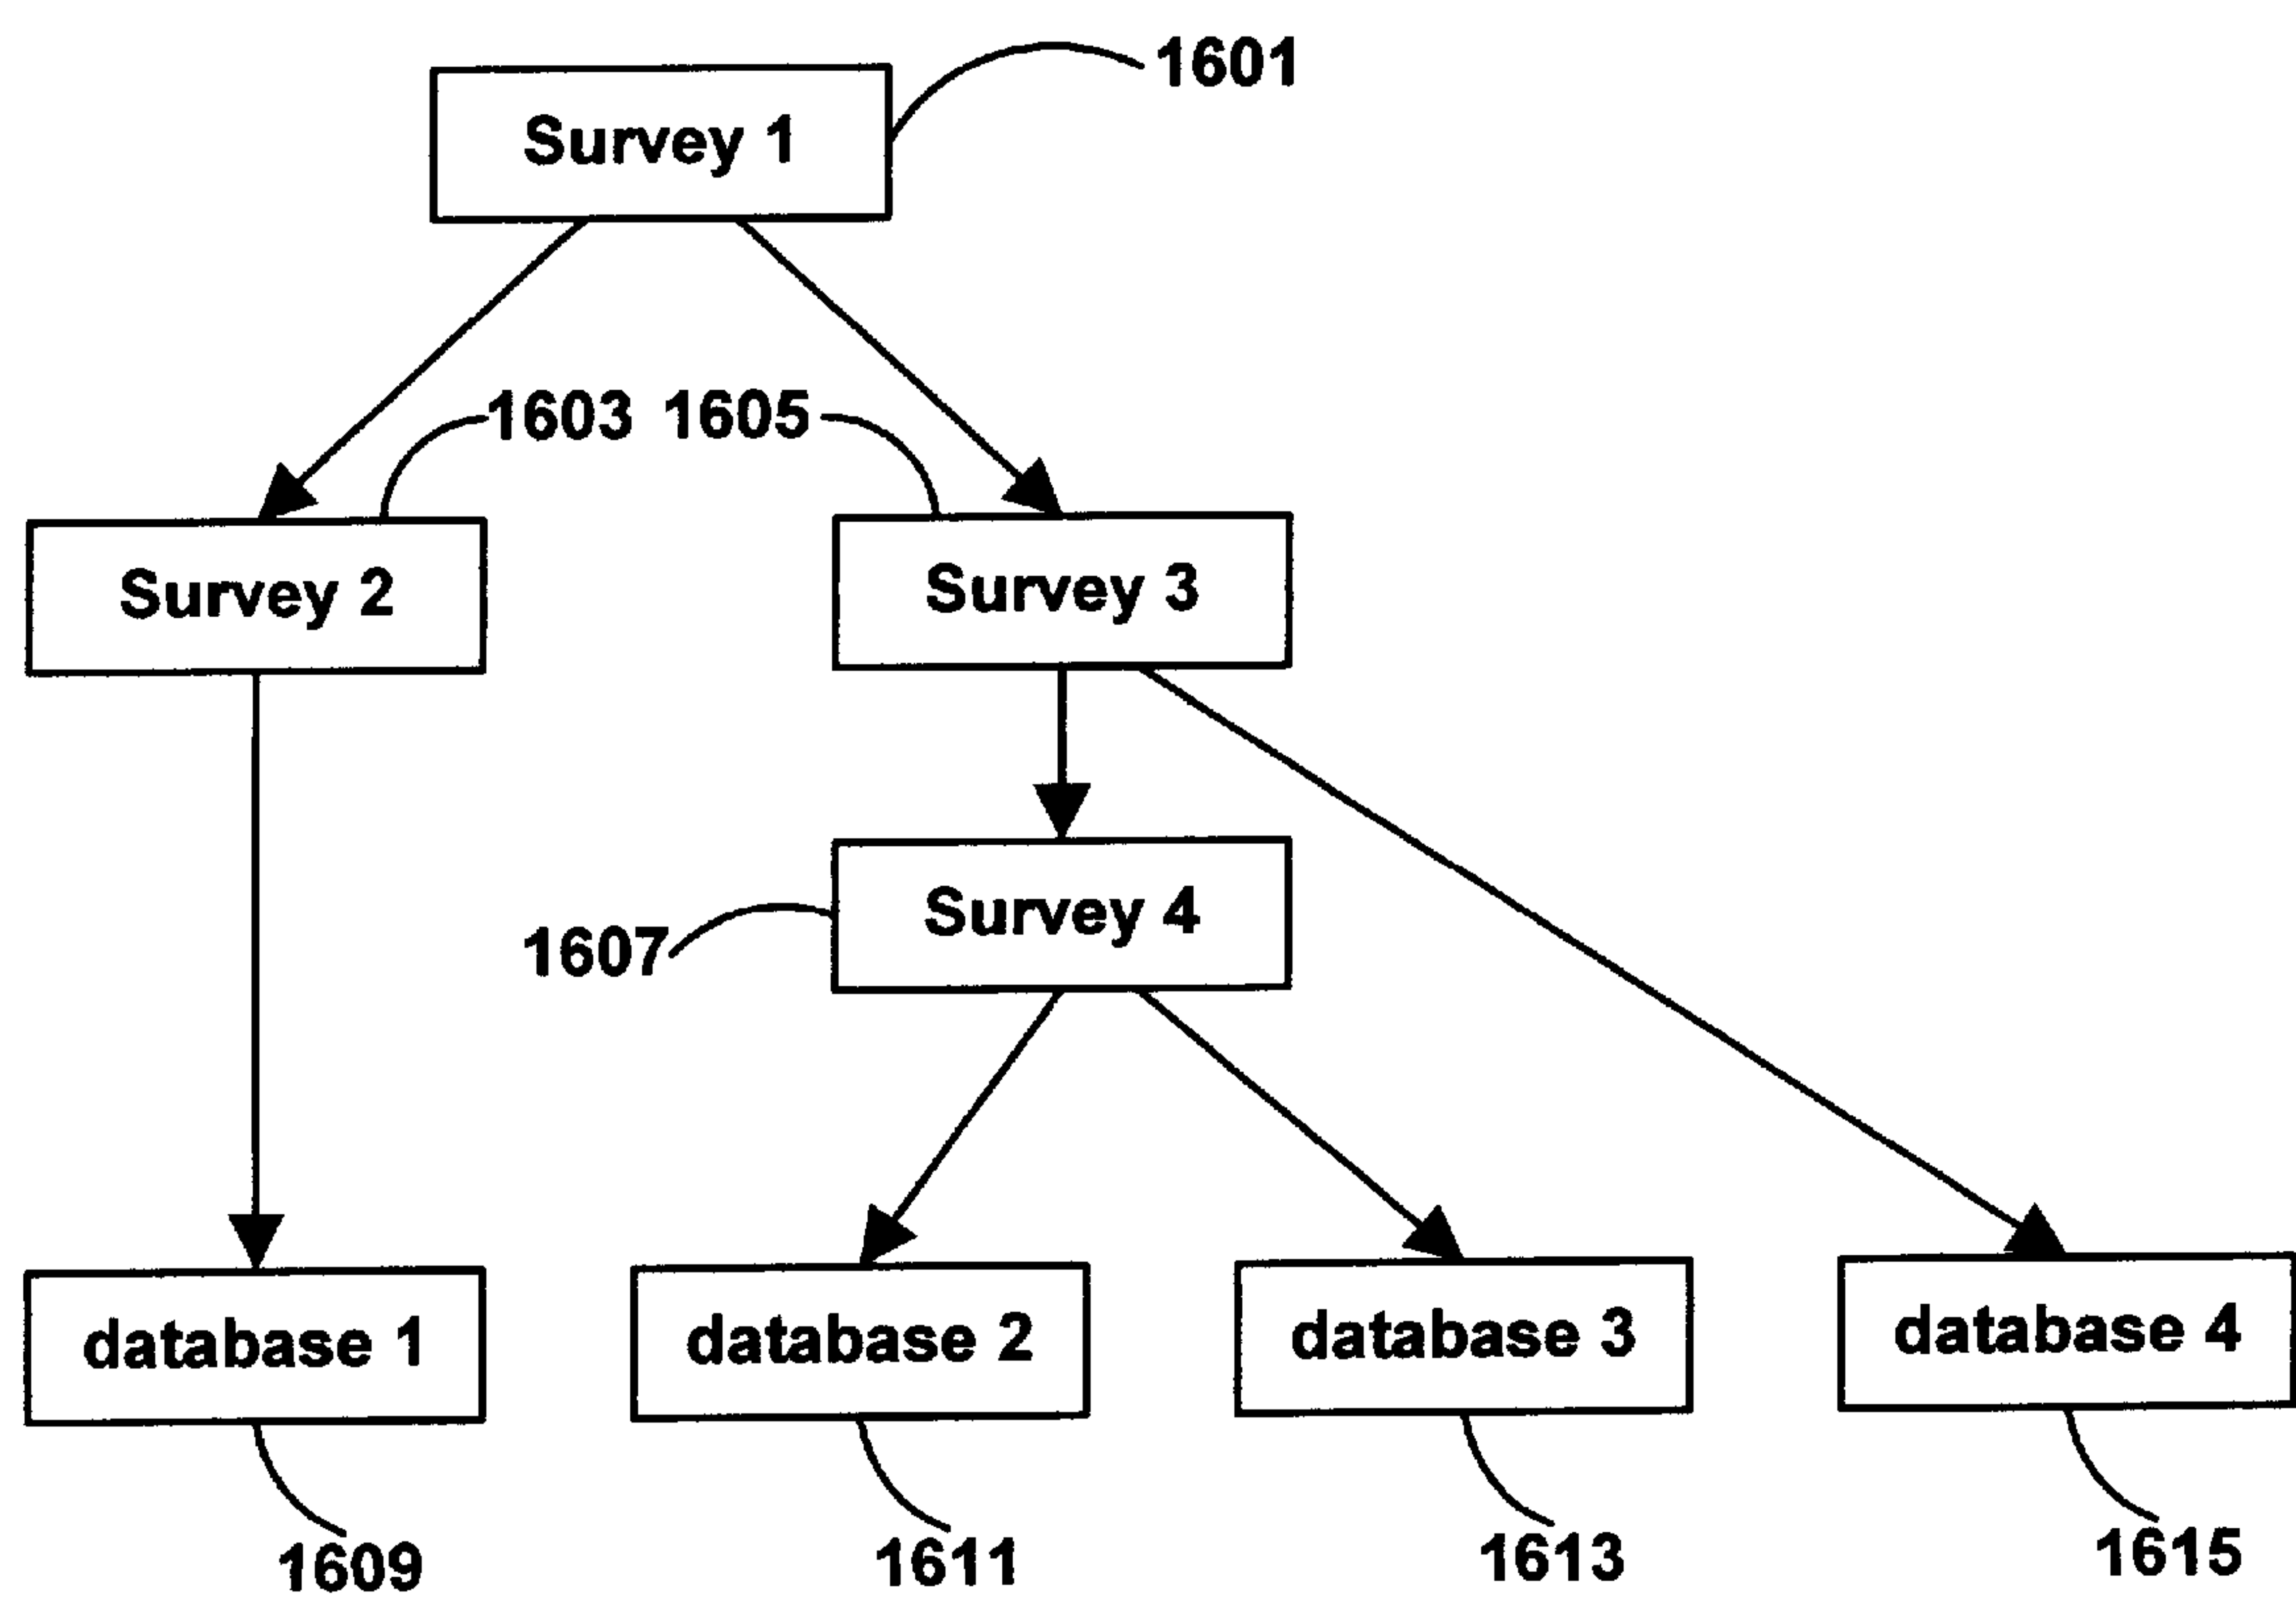 1601
Survey 1
1603 1605
Survey 2
Survey 3
Survey 4
1607
database 1
database 2
database 3
database 4
1609
1611
1613
1615